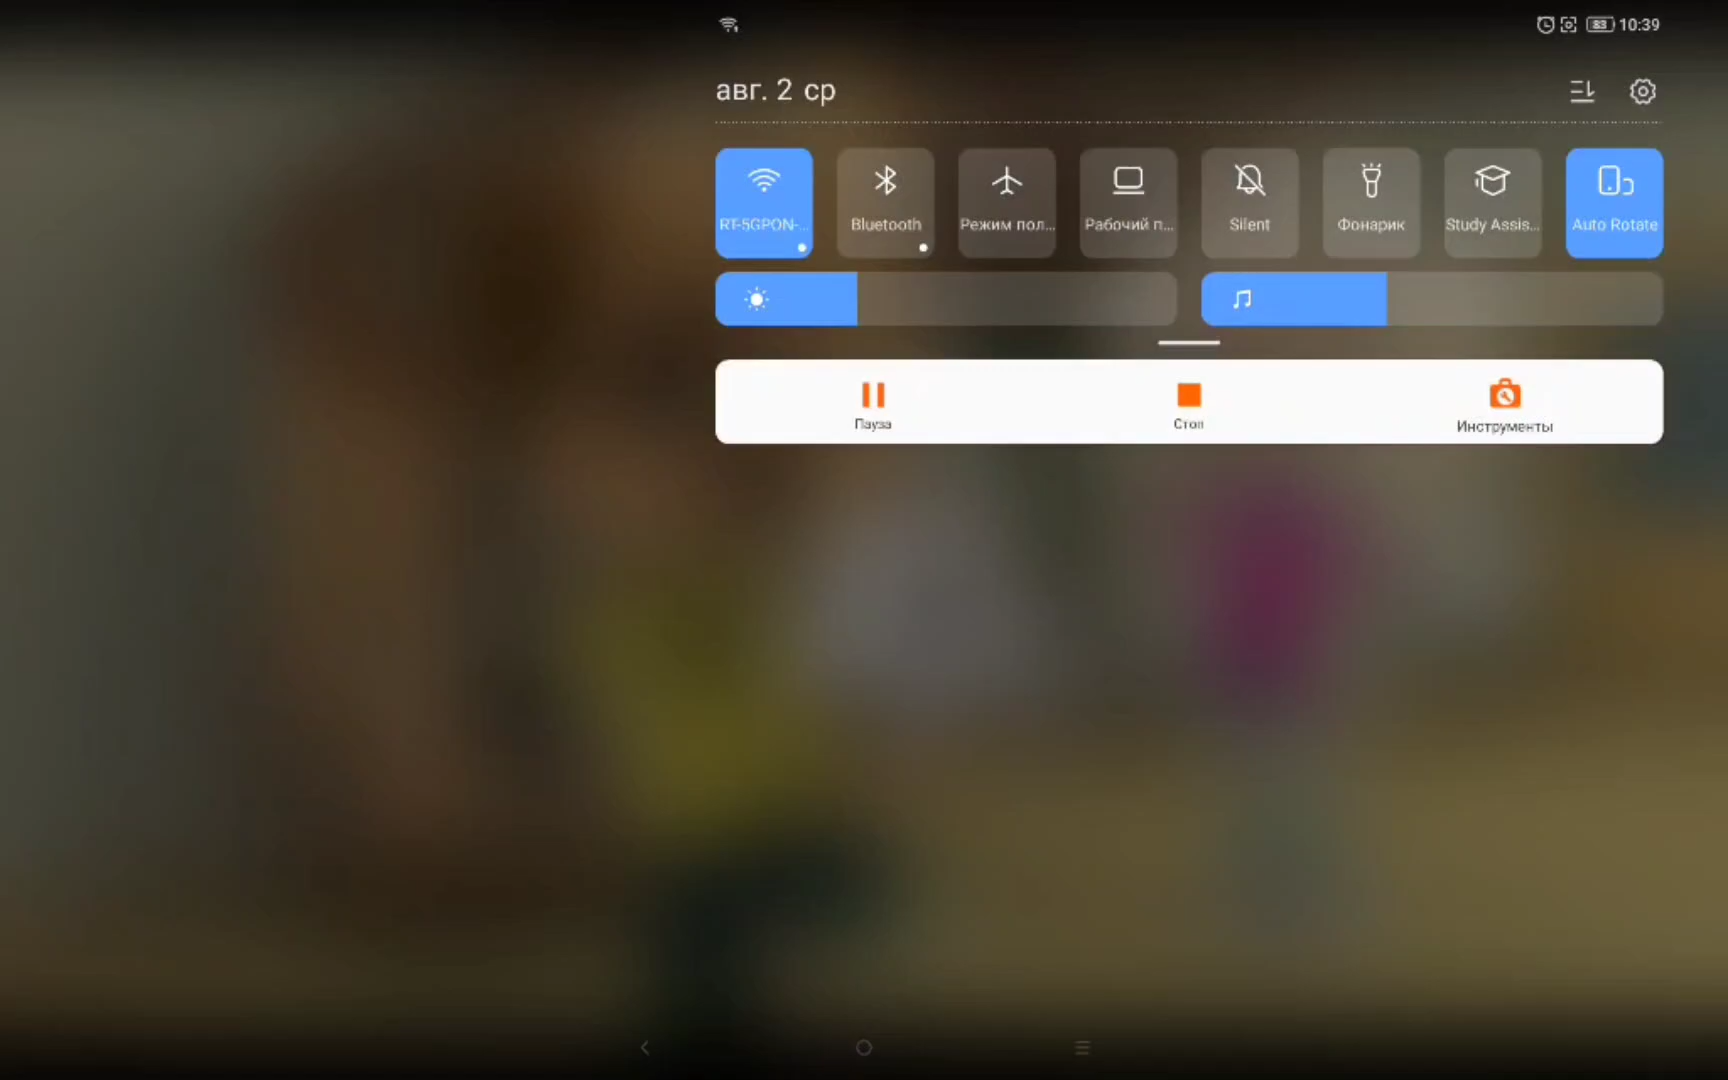 83 10:39
авг. 2 ср
RT-5GPON-...
Bluetooth
Режим пол...
Рабочий п...
Silent
Фонарик
Study Assis...
Auto Rotate
Пауза
Стоп
Инструменты